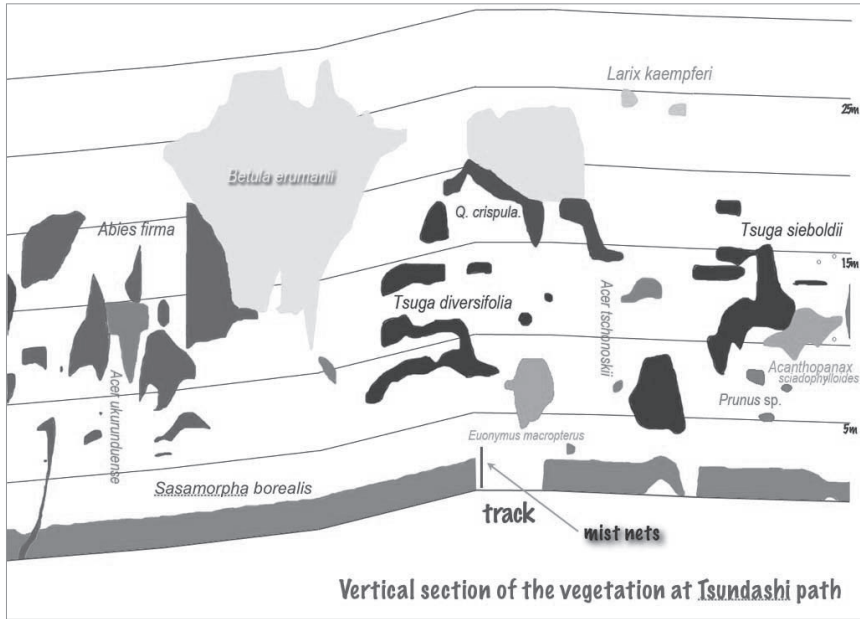 Larix kaempferi
25m
Betula erumanii
Q. crispula.
Abies firma
Tsuga sieboldii
15m
Tsuga diversifolia
Acer tschonoskii
Acer ukurunduense
Acanthopanax
sciadophylloides
Prunus sp.
5m
Euonymus macropterus
Sasamorpha borealis
track
mist nets
Vertical section of the vegetation at Tsundashi path